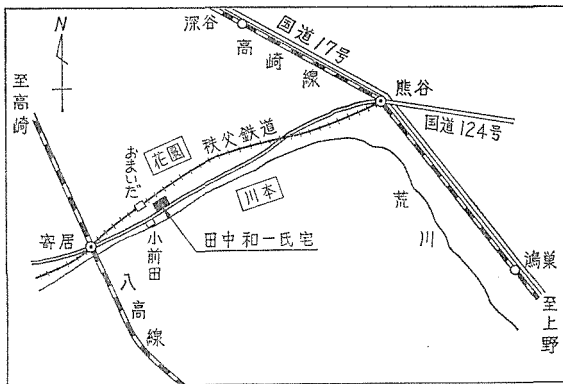 N
深谷
高崎線
国道17号
熊谷
国道124号
至高崎
秩父鉄道
花園
おまいだ
川本
荒川
寄居
小前田
田中和一氏宅
八高線
鴻巣
至上野